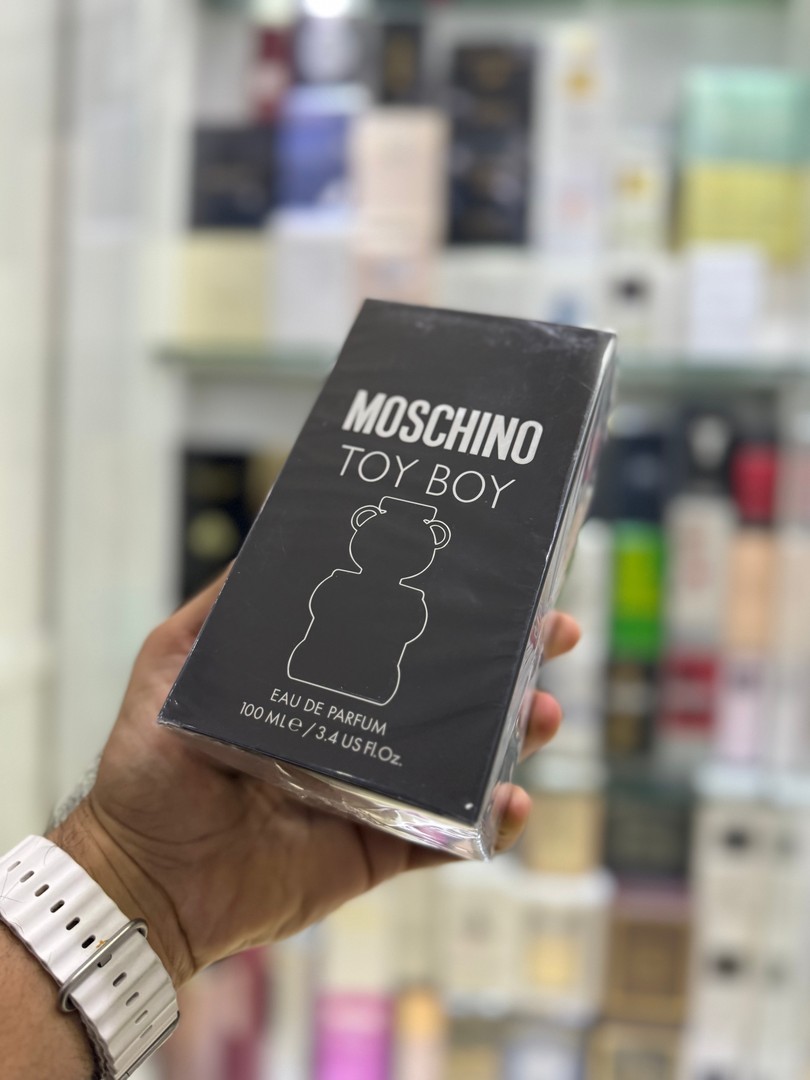 MOSCHINO
TOY BOY
EAU DE PARFUM
100 ML ℮ / 3.4 US Fl.Oz.